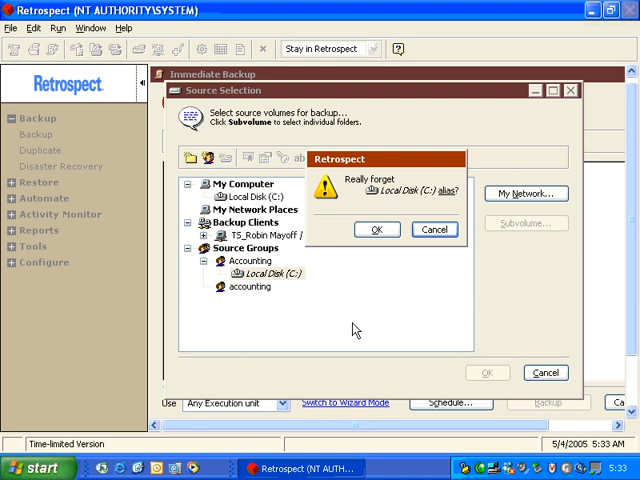 Retrospect (NT AUTHORITY\SYSTEM)
File Edit Run Window Help
Stay in Retrospect
Retrospect
Backup
Backup
Duplicate
Disaster Recovery
Restore
Automate
Activity Monitor
Reports
Tools
Configure
Immediate Backup
Source Selection
Select source volumes for backup...
Click Subvolume to select individual folders.
ab
My Computer
Local Disk (C:)
My Network Places
Backup Clients
TS_Robin Mayoff /
Source Groups
Accounting
Local Disk (C:)
accounting
My Network...
Subvolume...
OK
Cancel
Retrospect
Really forget
Local Disk (C:) alias?
OK
Cancel
Use Any Execution unit Switch to Wizard Mode Schedule... Backup Ca
Time-limited Version
5/4/2005 5:33 AM
start
Retrospect (NT AUTH...
5:33